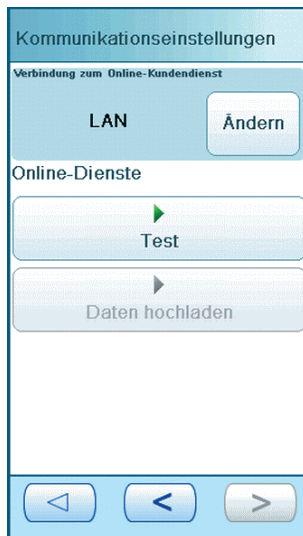 Kommunikationseinstellungen
Verbindung zum Online-Kundendienst
LAN
Ändern
Online-Dienste
Test
Daten hochladen